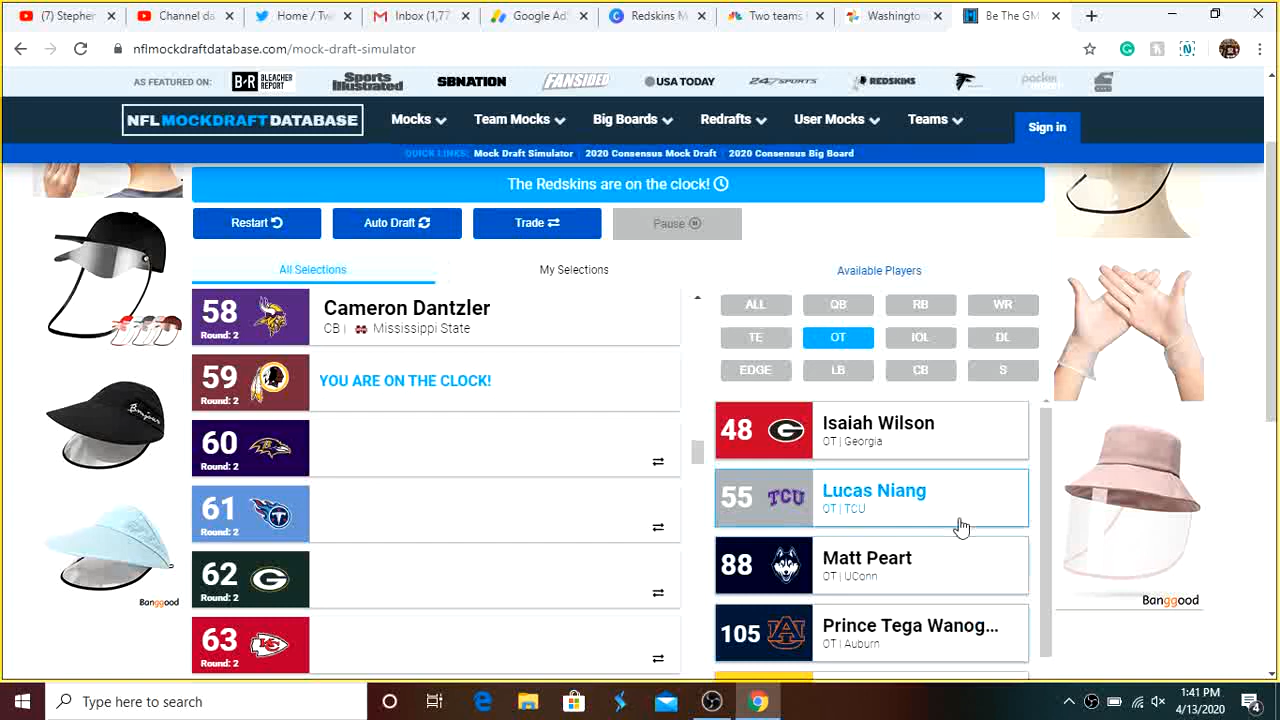 (7) Stephen
Channel da
Home / Tw
Inbox (1,77
Google AdS
Redskins M
Two teams
Washington
Be The GM
nflmockdraftdatabase.com/mock-draft-simulator
AS FEATURED ON:
B/R BLEACHER REPORT
Sports Illustrated
SBNATION
FANSIDED
USA TODAY
247SPORTS
REDSKINS
packer
NFLMOCKDRAFTDATABASE
Mocks
Team Mocks
Big Boards
Redrafts
User Mocks
Teams
Sign in
QUICK LINKS: Mock Draft Simulator | 2020 Consensus Mock Draft | 2020 Consensus Big Board
The Redskins are on the clock!
Restart
Auto Draft
Trade
Pause
All Selections
My Selections
Available Players
58
Round: 2
Cameron Dantzler
CB | Mississippi State
59
Round: 2
YOU ARE ON THE CLOCK!
60
Round: 2
61
Round: 2
62
Round: 2
63
Round: 2
ALL QB RB WR
TE OT IOL DL
EDGE LB CB S
48
Isaiah Wilson
OT | Georgia
55
TCU
Lucas Niang
OT | TCU
88
Matt Peart
OT | UConn
105
Prince Tega Wanog...
OT | Auburn
Bonjour
Banggood
Banggood
Type here to search
1:41 PM
4/13/2020
4